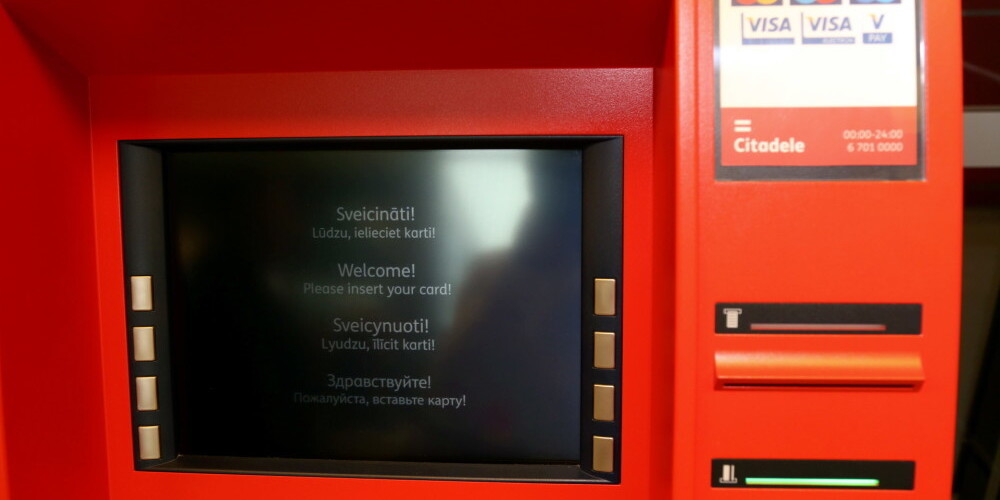 Sveicināti!
Lūdzu, ielieciet karti!
Welcome!
Please insert your card!
Sveicynuoti!
Lyudzu, īlīcit karti!
Здравствуйте!
Пожалуйста, вставьте карту!
VISA VISA V
PAY
Citadele
00:00-24:00
6 701 0000